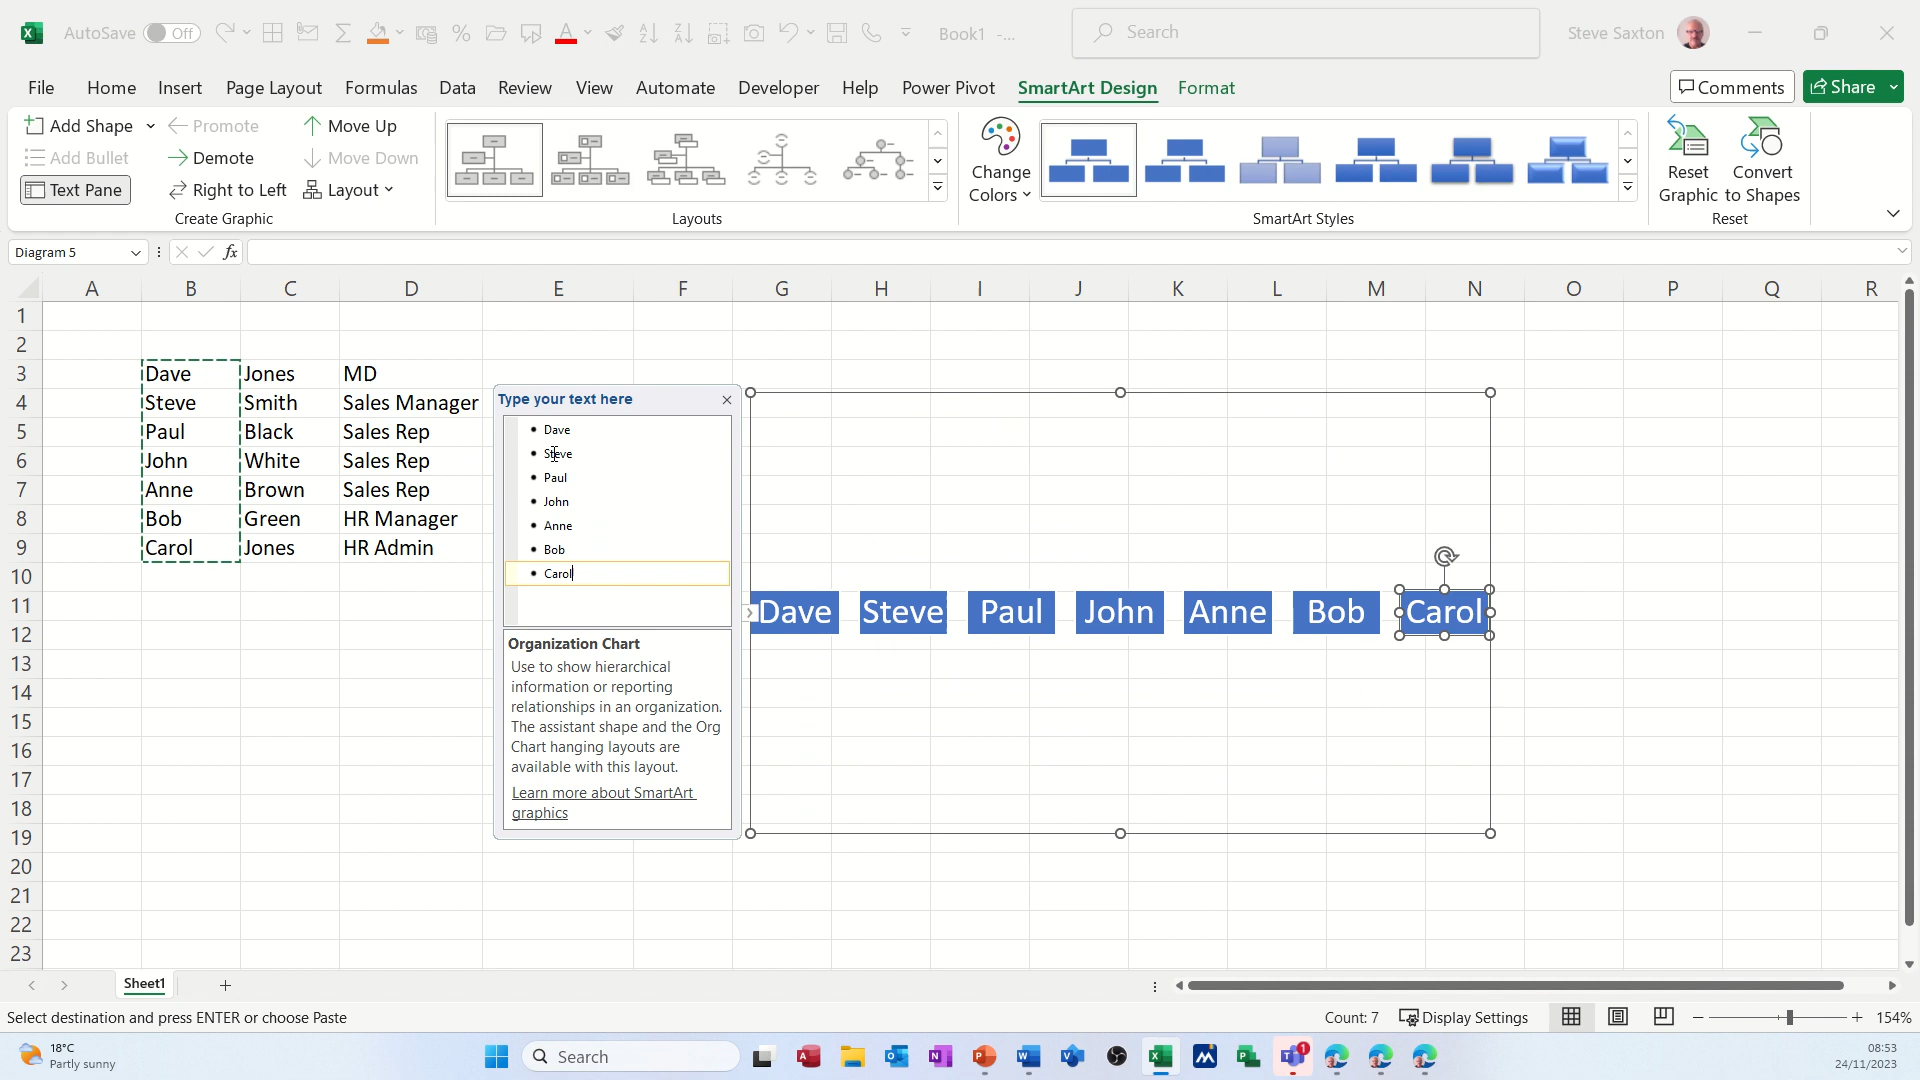 AutoSave Off Book1 -... Search Steve Saxton
File Home Insert Page Layout Formulas Data Review View Automate Developer Help Power Pivot SmartArt Design Format Comments Share
Add Shape Promote Move Up
Add Bullet Demote Move Down
Text Pane Right to Left Layout
Create Graphic
Layouts
Change
Colors
SmartArt Styles
Reset
Graphic
Convert
to Shapes
Reset
Diagram 5 fx
A B C D E F G H I J K L M N O P Q R
1
2
3 Dave Jones MD
4 Steve Smith Sales Manager
5 Paul Black Sales Rep
6 John White Sales Rep
7 Anne Brown Sales Rep
8 Bob Green HR Manager
9 Carol Jones HR Admin
10
11
12
13
14
15
16
17
18
19
20
21
22
23
Type your text here
• Dave
• Steve
• Paul
• John
• Anne
• Bob
• Carol
Organization Chart
Use to show hierarchical
information or reporting
relationships in an organization.
The assistant shape and the Org
Chart hanging layouts are
available with this layout.
Learn more about SmartArt
graphics
Dave Steve Paul John Anne Bob Carol
Sheet1
Select destination and press ENTER or choose Paste Count: 7 Display Settings 154%
18°C
Partly sunny
Search
1
08:53
24/11/2023